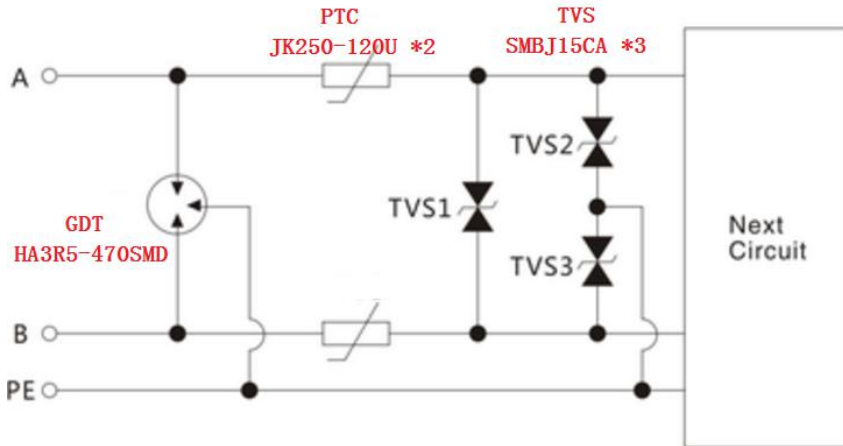 PTC
JK250-120U *2
TVS
SMBJ15CA *3
A
TVS2
GDT
HA3R5-470SMD
TVS1
Next
Circuit
TVS3
B
PE